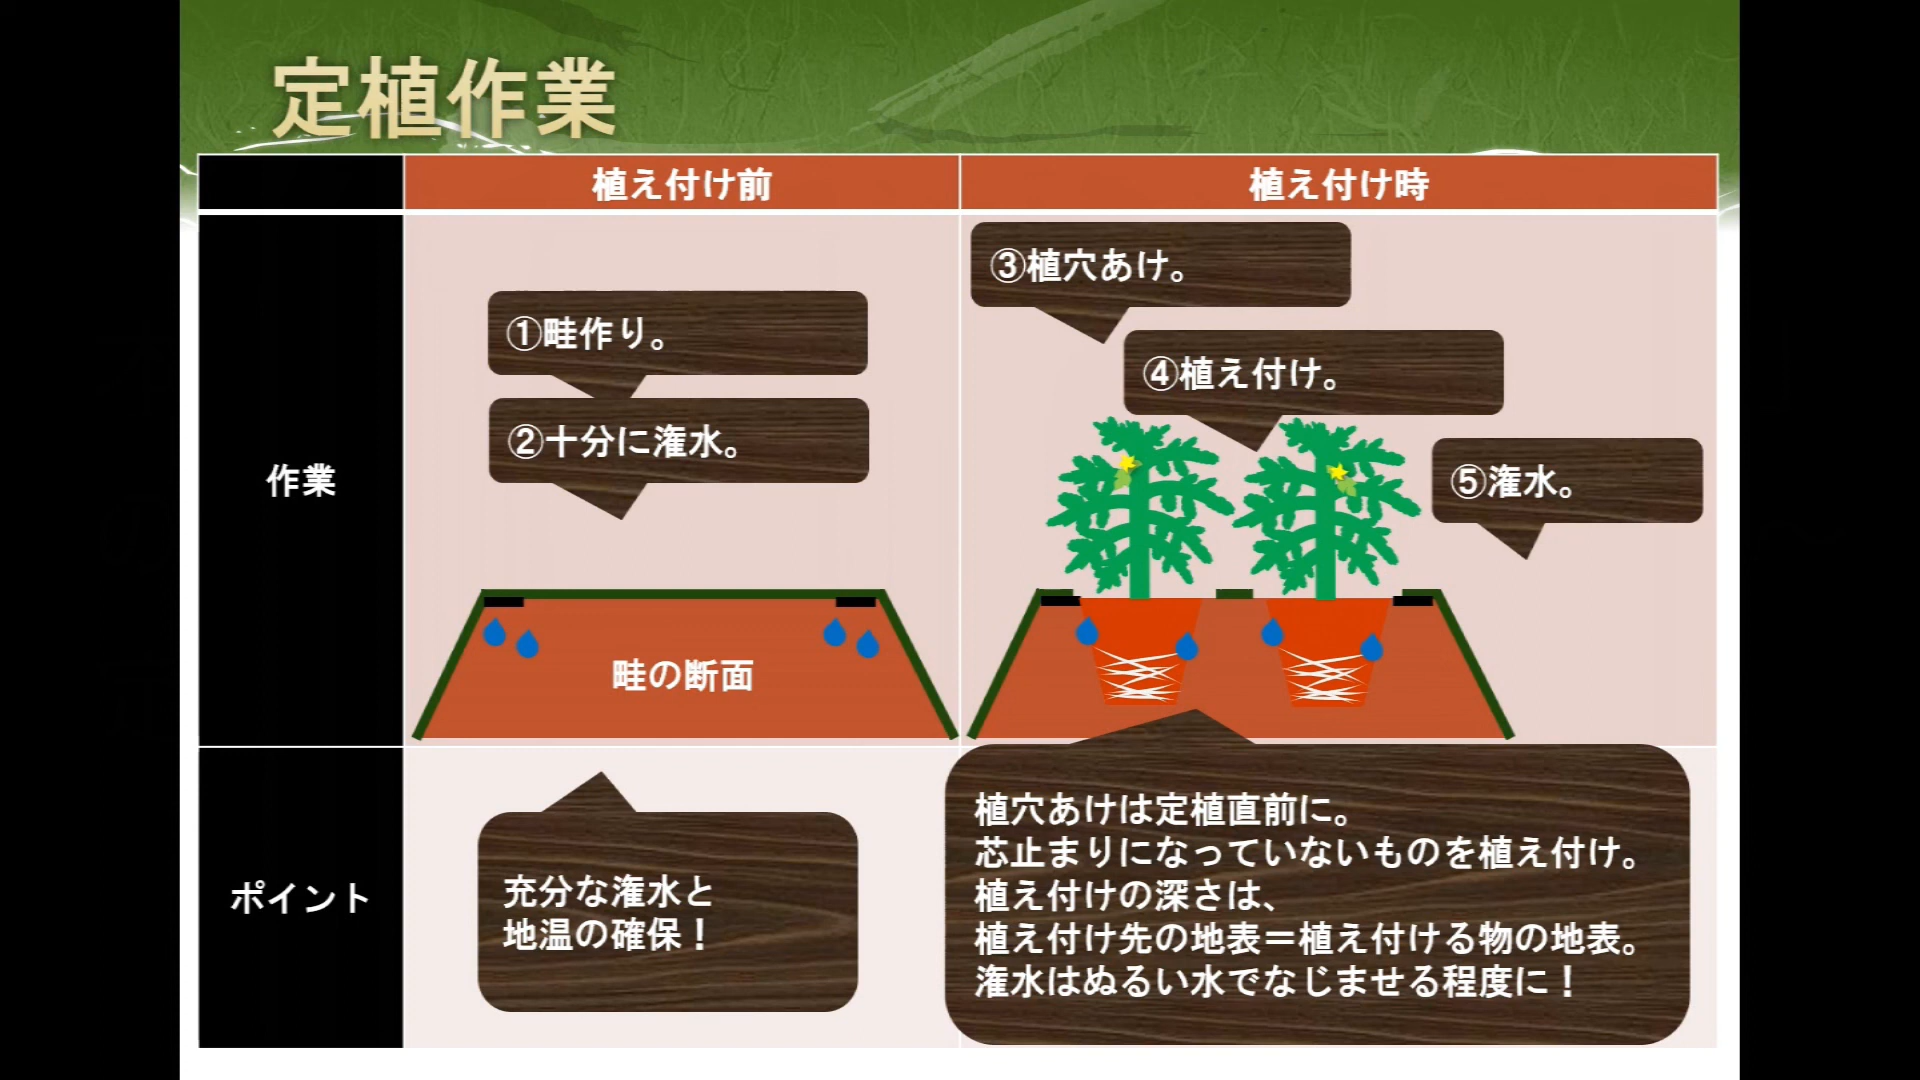 定植作業
植え付け前
植え付け時
作業
①畦作り。
②十分に潅水。
畦の断面
③植穴あけ。
④植え付け。
⑤潅水。
ポイント
充分な潅水と
地温の確保！
植穴あけは定植直前に。
芯止まりになっていないものを植え付け。
植え付けの深さは、
植え付け先の地表＝植え付ける物の地表。
潅水はぬるい水でなじませる程度に！